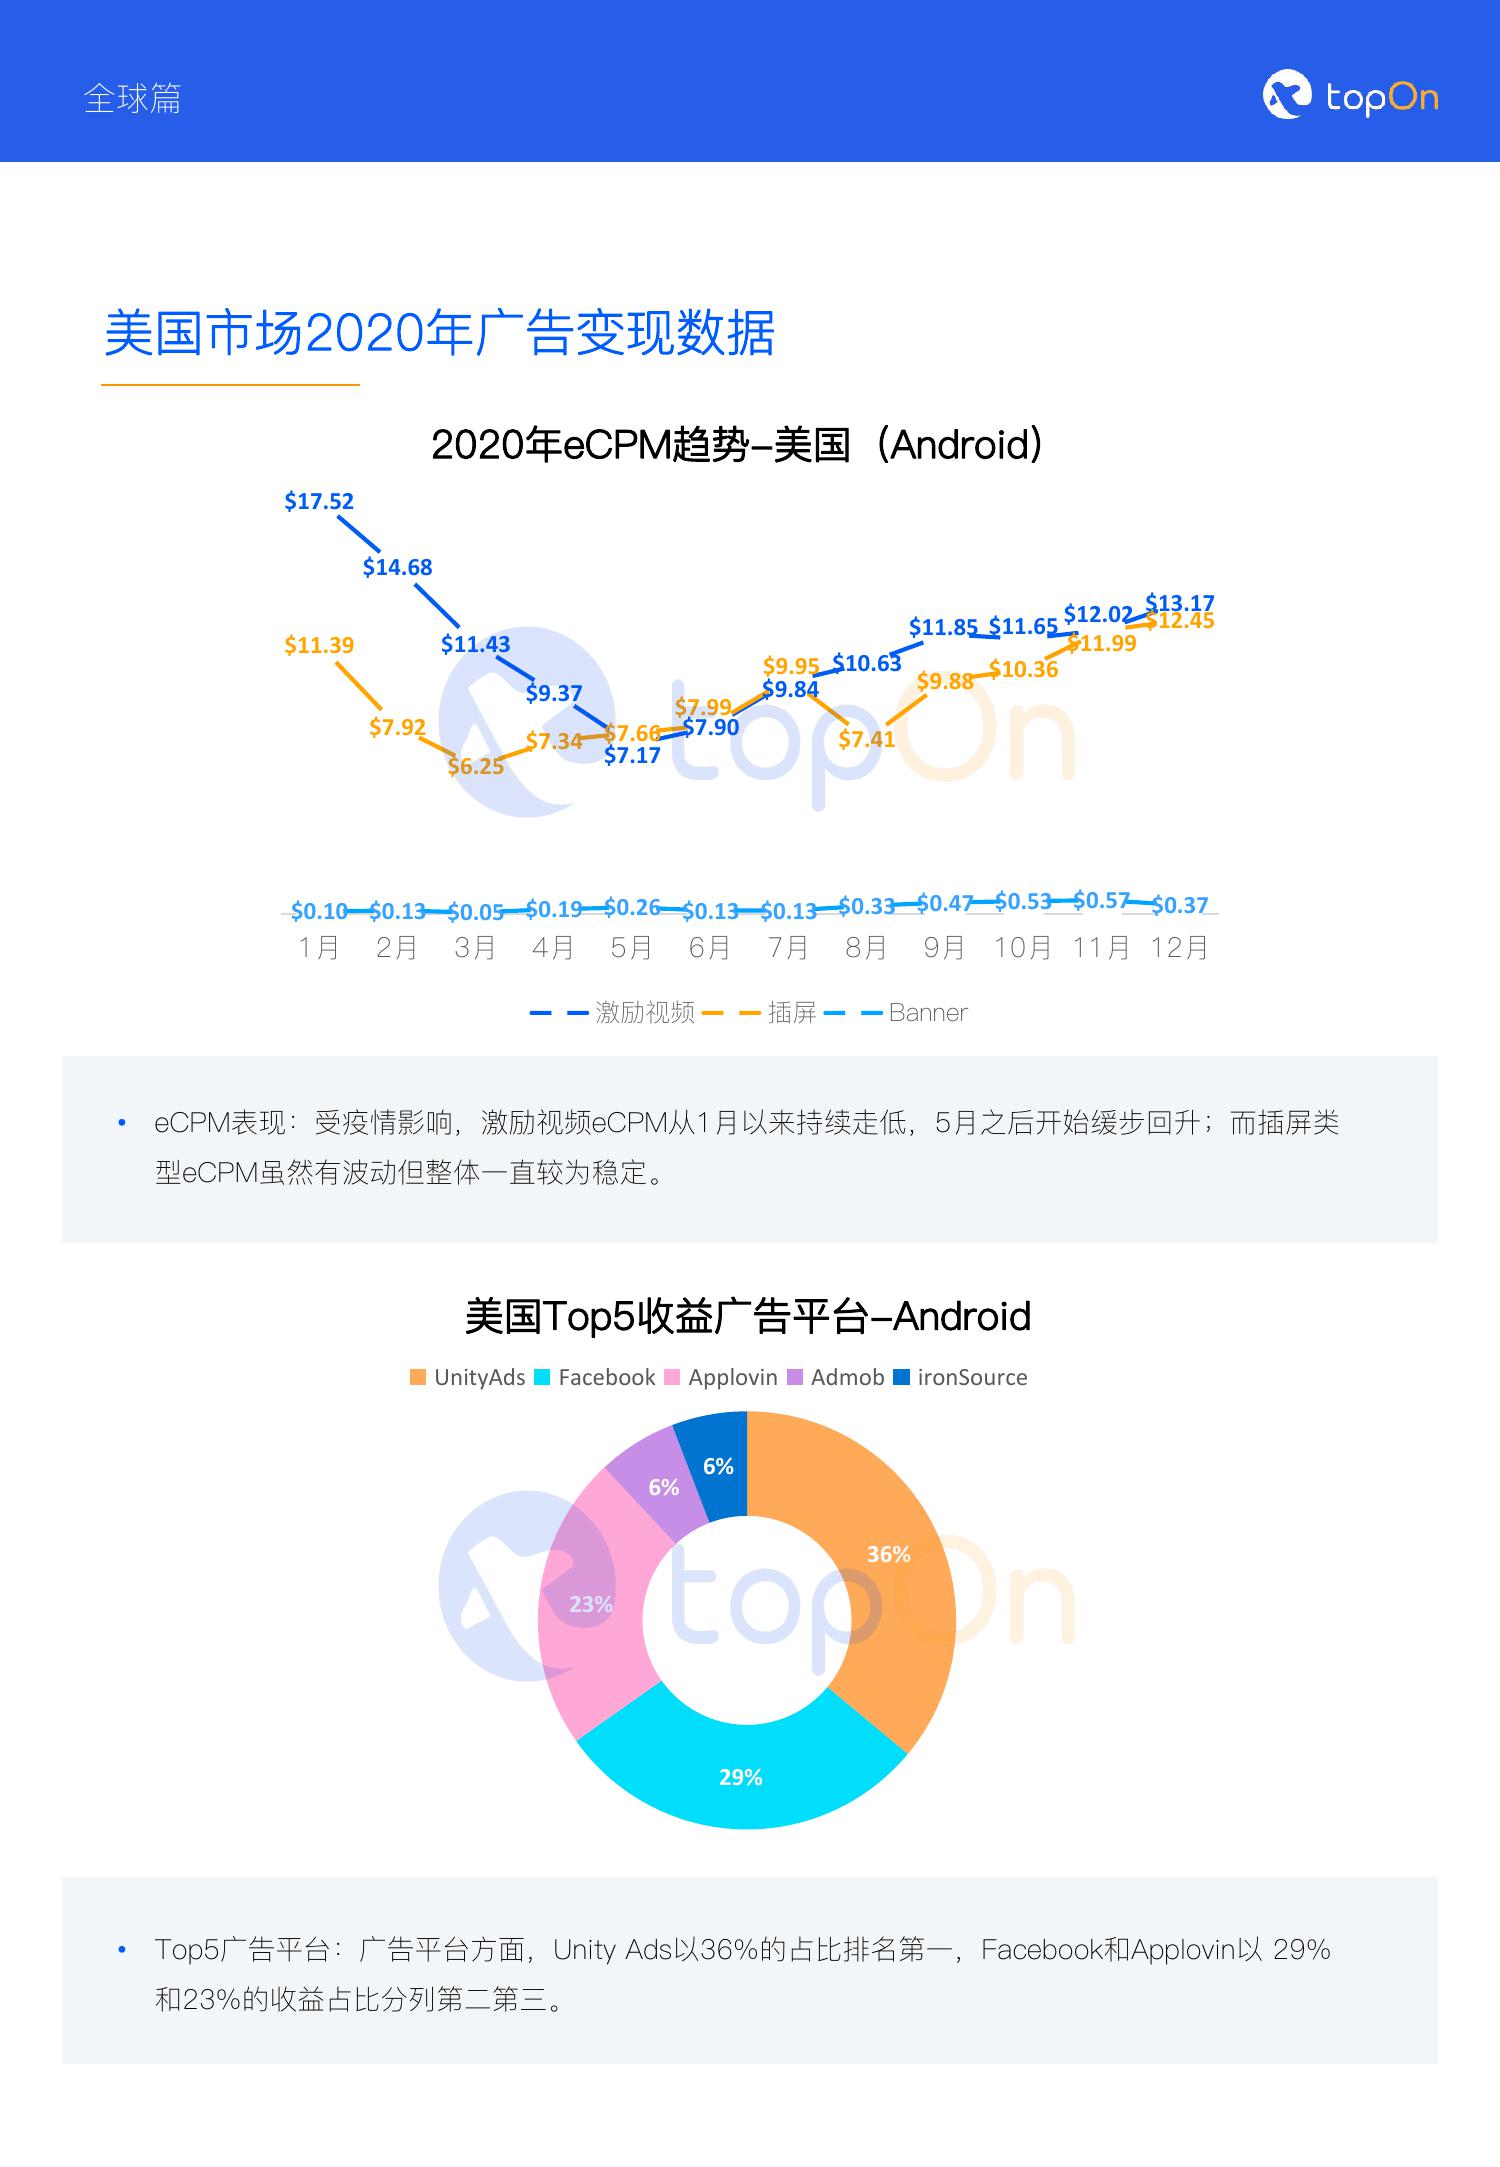 全球篇
topOn
美国市场2020年广告变现数据
2020年eCPM趋势-美国（Android）
$17.52 $14.68 $11.43 $9.37 $7.17 $7.90 $9.84 $10.63 $11.85 $11.65 $12.02 $13.17
$11.39 $7.92 $6.25 $7.34 $7.66 $7.99 $9.95 $7.41 $9.88 $10.36 $11.99 $12.45
topOn
$0.10 $0.13 $0.05 $0.19 $0.26 $0.13 $0.13 $0.33 $0.47 $0.53 $0.57 $0.37
1月 2月 3月 4月 5月 6月 7月 8月 9月 10月 11月 12月
激励视频 插屏 Banner
• eCPM表现：受疫情影响，激励视频eCPM从1月以来持续走低，5月之后开始缓步回升；而插屏类
型eCPM虽然有波动但整体一直较为稳定。
美国Top5收益广告平台-Android
UnityAds Facebook Applovin Admob ironSource
6%
6%
36%
23%
topOn
29%
• Top5广告平台：广告平台方面，Unity Ads以36%的占比排名第一，Facebook和Applovin以 29%
和23%的收益占比分列第二第三。